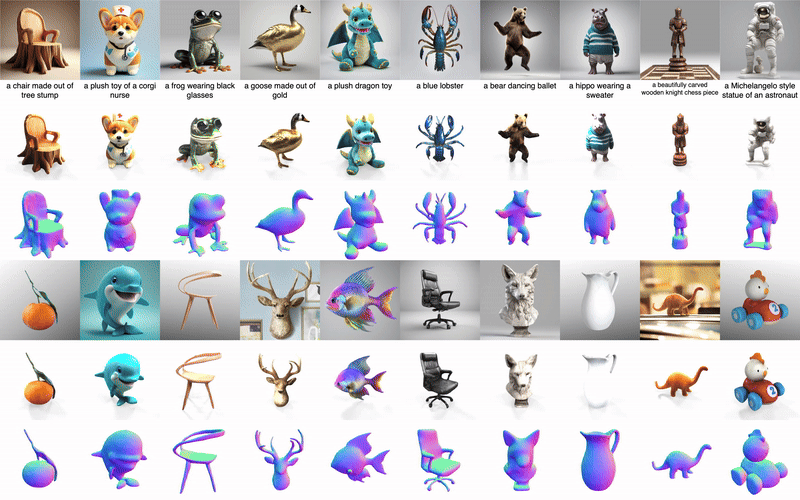 a chair made out of
tree stump
a plush toy of a corgi
nurse
a frog wearing black
glasses
a goose made out of
gold
a plush dragon toy
a blue lobster
a bear dancing ballet
a hippo wearing a
sweater
a beautifully carved
wooden knight chess piece
a Michelangelo style
statue of an astronaut